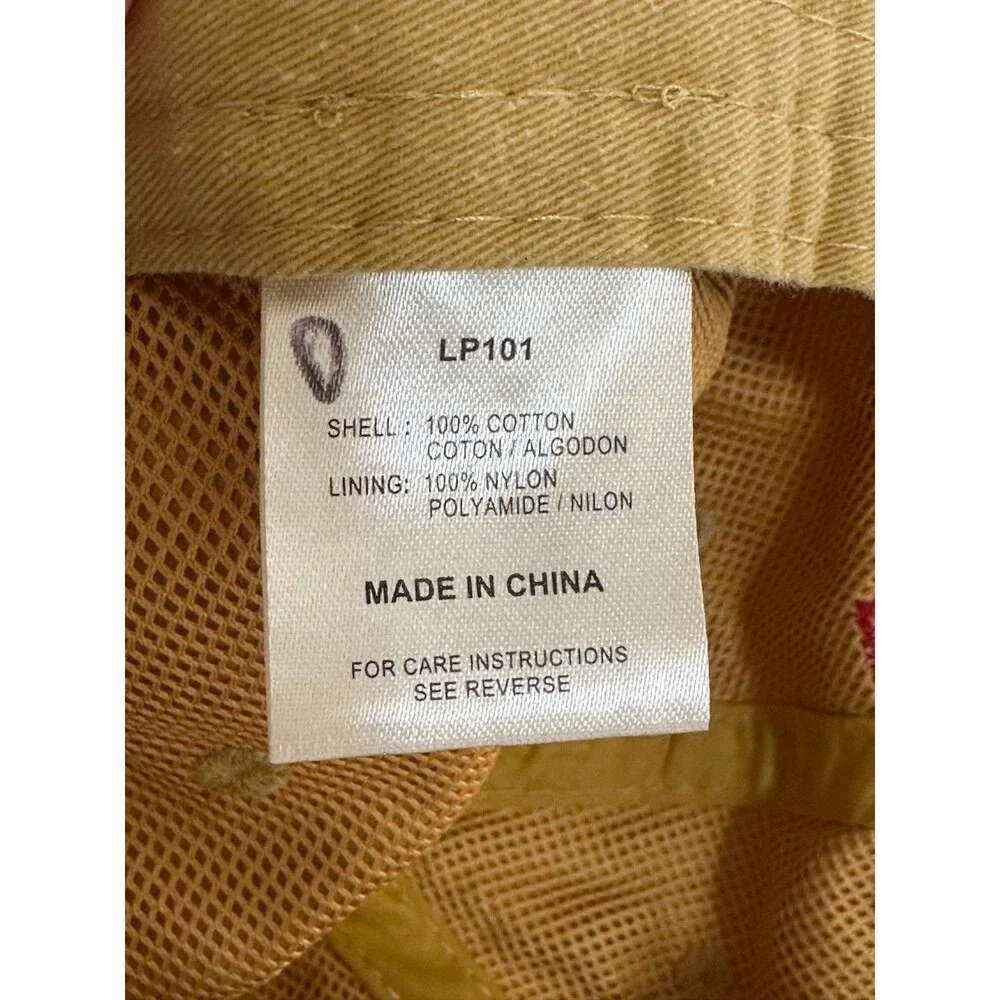 LP101
SHELL: 100% COTTON
COTON / ALGODON
LINING: 100% NYLON
POLYAMIDE / NILON
MADE IN CHINA
FOR CARE INSTRUCTIONS
SEE REVERSE